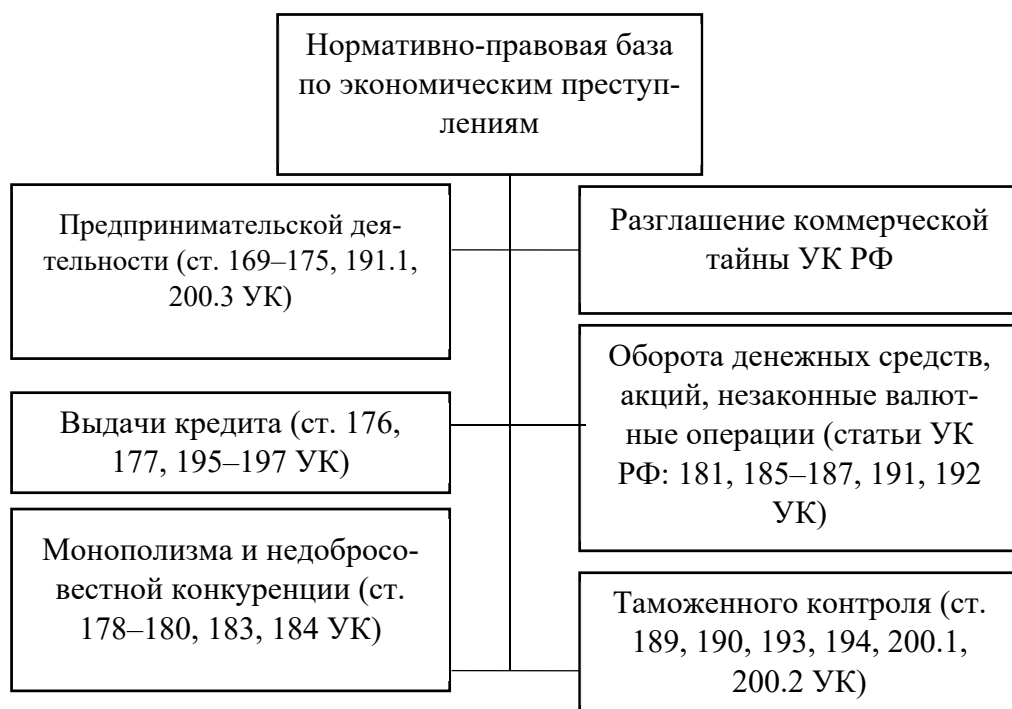 Нормативно-правовая база
по экономическим преступ-
лениям
Предпринимательской дея-
тельности (ст. 169–175, 191.1,
200.3 УК)
Разглашение коммерческой
тайны УК РФ
Выдачи кредита (ст. 176,
177, 195–197 УК)
Оборота денежных средств,
акций, незаконные валют-
ные операции (статьи УК
РФ: 181, 185–187, 191, 192
УК)
Монополизма и недобросо-
вестной конкуренции (ст.
178–180, 183, 184 УК)
Таможенного контроля (ст.
189, 190, 193, 194, 200.1,
200.2 УК)